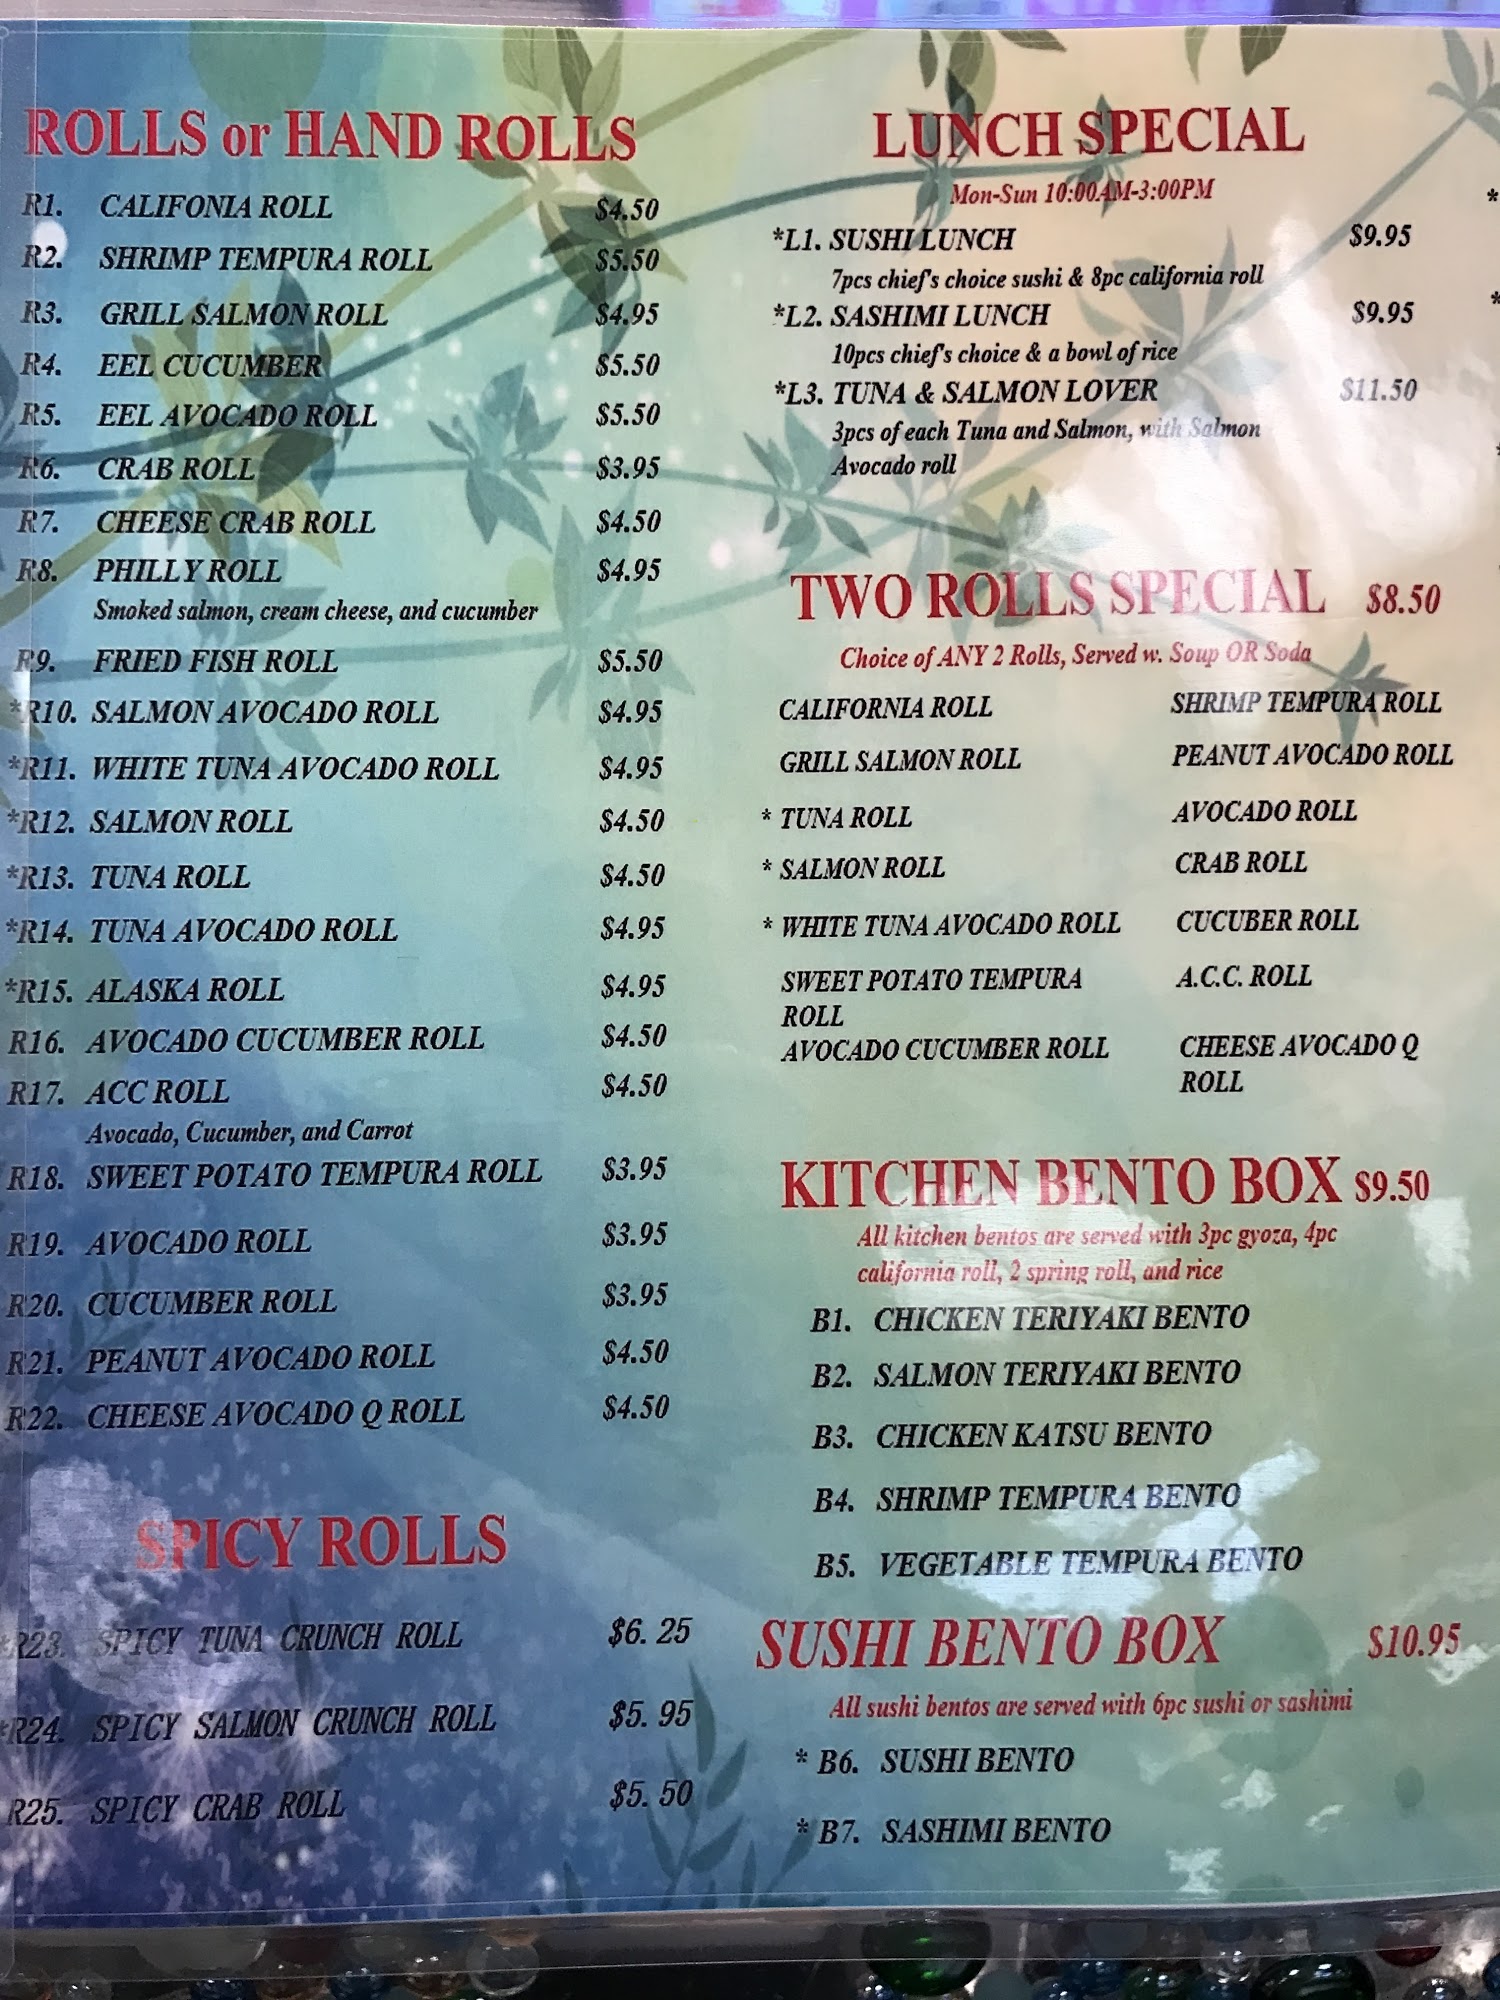 ROLLS or HAND ROLLS
R1. CALIFONIA ROLL $4.50
R2. SHRIMP TEMPURA ROLL $5.50
R3. GRILL SALMON ROLL $4.95
R4. EEL CUCUMBER $5.50
R5. EEL AVOCADO ROLL $5.50
R6. CRAB ROLL $3.95
R7. CHEESE CRAB ROLL $4.50
R8. PHILLY ROLL $4.95
Smoked salmon, cream cheese, and cucumber
R9. FRIED FISH ROLL $5.50
*R10. SALMON AVOCADO ROLL $4.95
*R11. WHITE TUNA AVOCADO ROLL $4.95
*R12. SALMON ROLL $4.50
*R13. TUNA ROLL $4.50
*R14. TUNA AVOCADO ROLL $4.95
*R15. ALASKA ROLL $4.95
R16. AVOCADO CUCUMBER ROLL $4.50
R17. ACC ROLL $4.50
Avocado, Cucumber, and Carrot
R18. SWEET POTATO TEMPURA ROLL $3.95
R19. AVOCADO ROLL $3.95
R20. CUCUMBER ROLL $3.95
R21. PEANUT AVOCADO ROLL $4.50
R22. CHEESE AVOCADO Q ROLL $4.50
SPICY ROLLS
*R23. SPICY TUNA CRUNCH ROLL $6.25
*R24. SPICY SALMON CRUNCH ROLL $5.95
R25. SPICY CRAB ROLL $5.50
LUNCH SPECIAL
Mon-Sun 10:00AM-3:00PM
*L1. SUSHI LUNCH $9.95
7pcs chief's choice sushi & 8pc california roll
*L2. SASHIMI LUNCH $9.95
10pcs chief's choice & a bowl of rice
*L3. TUNA & SALMON LOVER $11.50
3pcs of each Tuna and Salmon, with Salmon
Avocado roll
TWO ROLLS SPECIAL $8.50
Choice of ANY 2 Rolls, Served w. Soup OR Soda
CALIFORNIA ROLL SHRIMP TEMPURA ROLL
GRILL SALMON ROLL PEANUT AVOCADO ROLL
* TUNA ROLL AVOCADO ROLL
* SALMON ROLL CRAB ROLL
* WHITE TUNA AVOCADO ROLL CUCUBER ROLL
SWEET POTATO TEMPURA A.C.C. ROLL
ROLL
AVOCADO CUCUMBER ROLL CHEESE AVOCADO Q
ROLL
KITCHEN BENTO BOX $9.50
All kitchen bentos are served with 3pc gyoza, 4pc
california roll, 2 spring roll, and rice
B1. CHICKEN TERIYAKI BENTO
B2. SALMON TERIYAKI BENTO
B3. CHICKEN KATSU BENTO
B4. SHRIMP TEMPURA BENTO
B5. VEGETABLE TEMPURA BENTO
SUSHI BENTO BOX $10.95
All sushi bentos are served with 6pc sushi or sashimi
* B6. SUSHI BENTO
* B7. SASHIMI BENTO